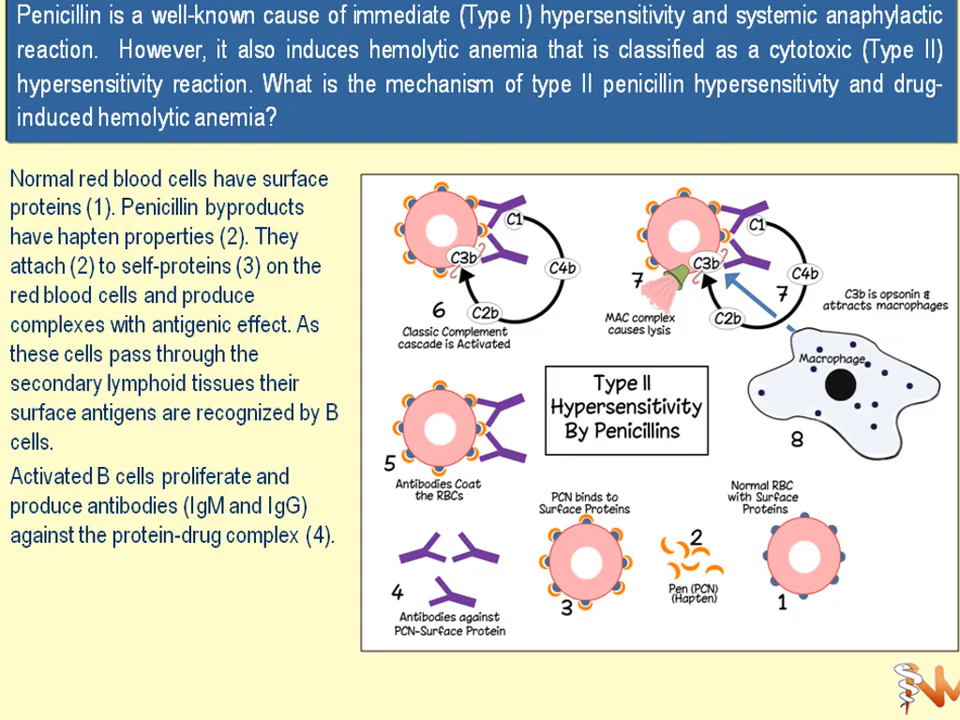 Penicillin is a well-known cause of immediate (Type I) hypersensitivity and systemic anaphylactic
reaction. However, it also induces hemolytic anemia that is classified as a cytotoxic (Type II)
hypersensitivity reaction. What is the mechanism of type II penicillin hypersensitivity and drug-
induced hemolytic anemia?
Normal red blood cells have surface
proteins (1). Penicillin byproducts
have hapten properties (2). They
attach (2) to self-proteins (3) on the
red blood cells and produce
complexes with antigenic effect. As
these cells pass through the
secondary lymphoid tissues their
surface antigens are recognized by B
cells.
Activated B cells proliferate and
produce antibodies (IgM and IgG)
against the protein-drug complex (4).
C1
C4b
C2b
C3b
6
Classic Complement
cascade is Activated
C1
C4b
C2b
C3b
7
7
MAC complex
causes lysis
C3b is opsonin &
attracts macrophages
Macrophage
8
Type II
Hypersensitivity
By Penicillins
5
Antibodies Coat
the RBCs
4
Antibodies against
PCN-Surface Protein
PCN binds to
Surface Proteins
3
2
Pen (PCN)
(Hapten)
Normal RBC
with Surface
Proteins
1